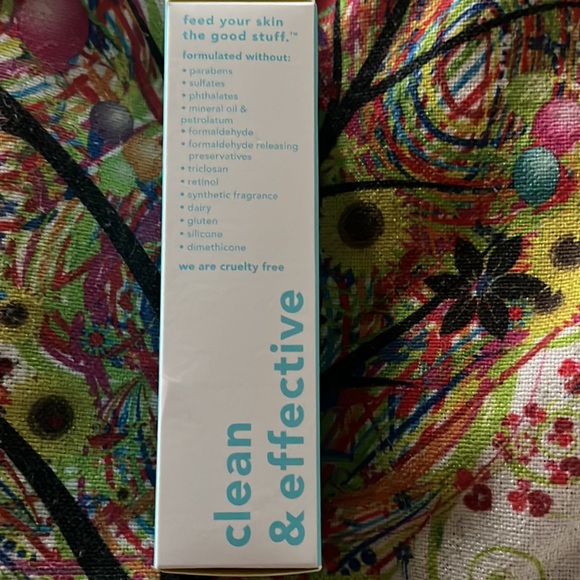 feed your skin
the good stuff.™
formulated without:
• parabens
• sulfates
• phthalates
• mineral oil &
petrolatum
• formaldehyde
• formaldehyde releasing
preservatives
• triclosan
• retinol
• synthetic fragrance
• dairy
• gluten
• silicone
• dimethicone
we are cruelty free
clean
& effective